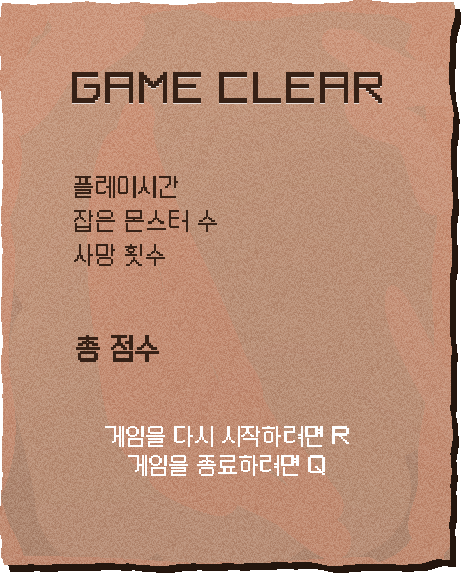 GAME CLEAR
플레이시간
잡은 몬스터 수
사망 횟수
총 점수
게임을 다시 시작하려면 R
게임을 종료하려면 Q